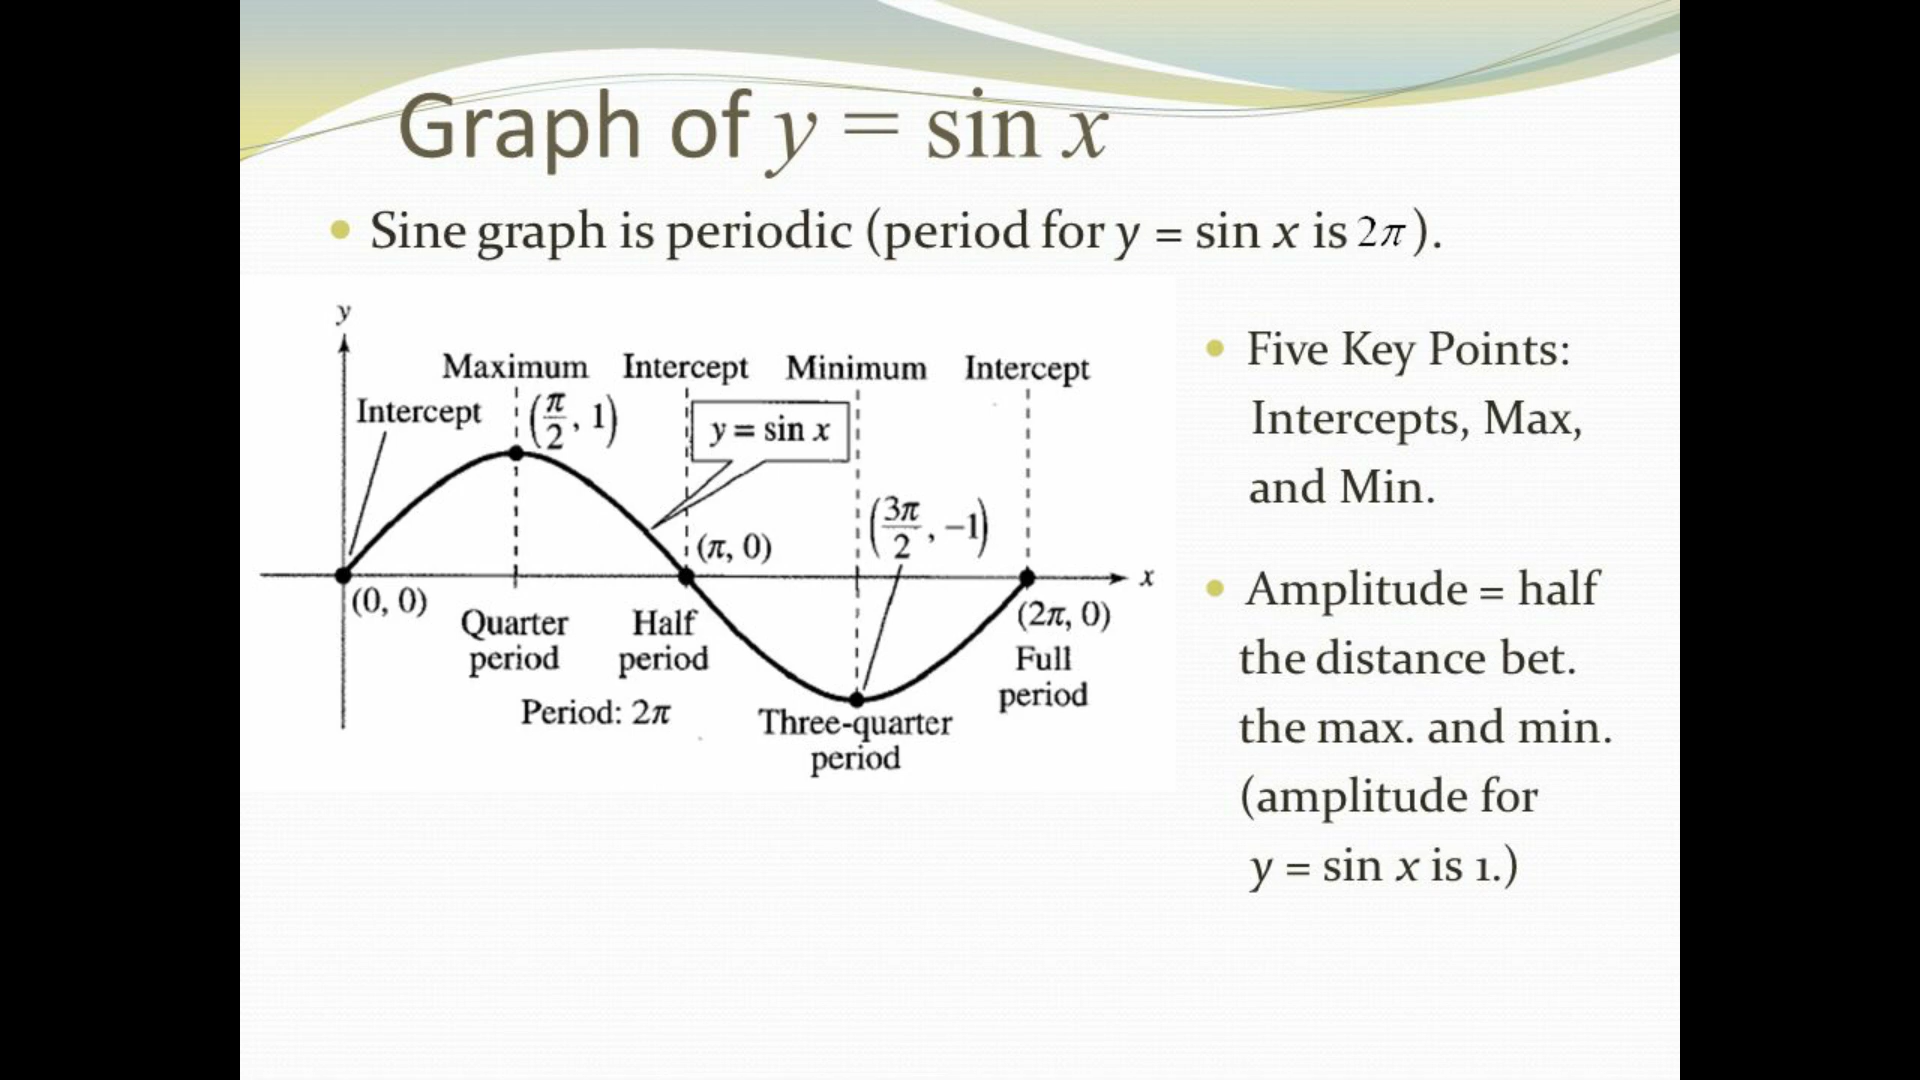 Graph of y = sin x
• Sine graph is periodic (period for y = sin x is 2π).
y
Maximum Intercept Minimum Intercept
Intercept (π/2, 1)
y = sin x
(3π/2, −1)
(π, 0)
x
(0, 0)
(2π, 0)
Quarter period
Half period
Full period
Period: 2π
Three-quarter period
• Five Key Points:
Intercepts, Max,
and Min.
• Amplitude = half
the distance bet.
the max. and min.
(amplitude for
y = sin x is 1.)